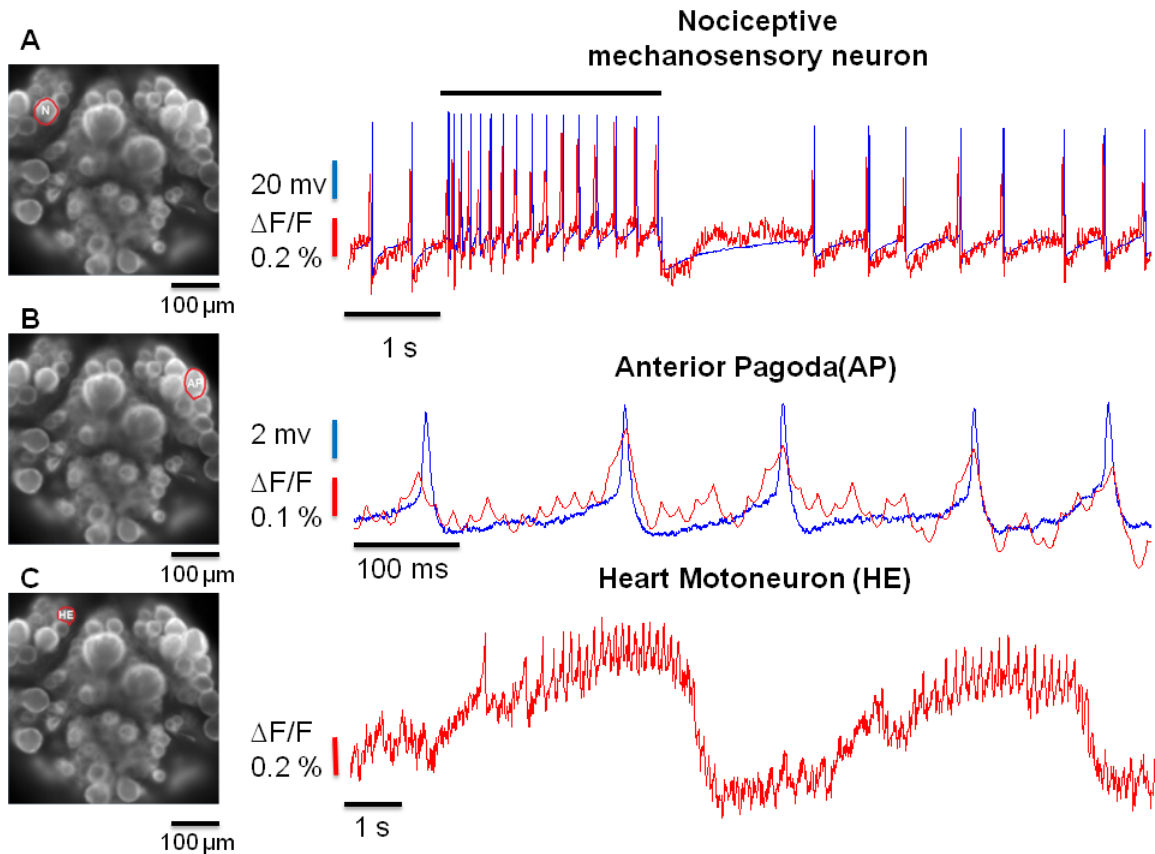 A
Nociceptive
mechanosensory neuron
N
20 mv
ΔF/F
0.2 %
100 µm
1 s
B
Anterior Pagoda(AP)
AP
2 mv
ΔF/F
0.1 %
100 µm
100 ms
C
Heart Motoneuron (HE)
HE
ΔF/F
0.2 %
100 µm
1 s